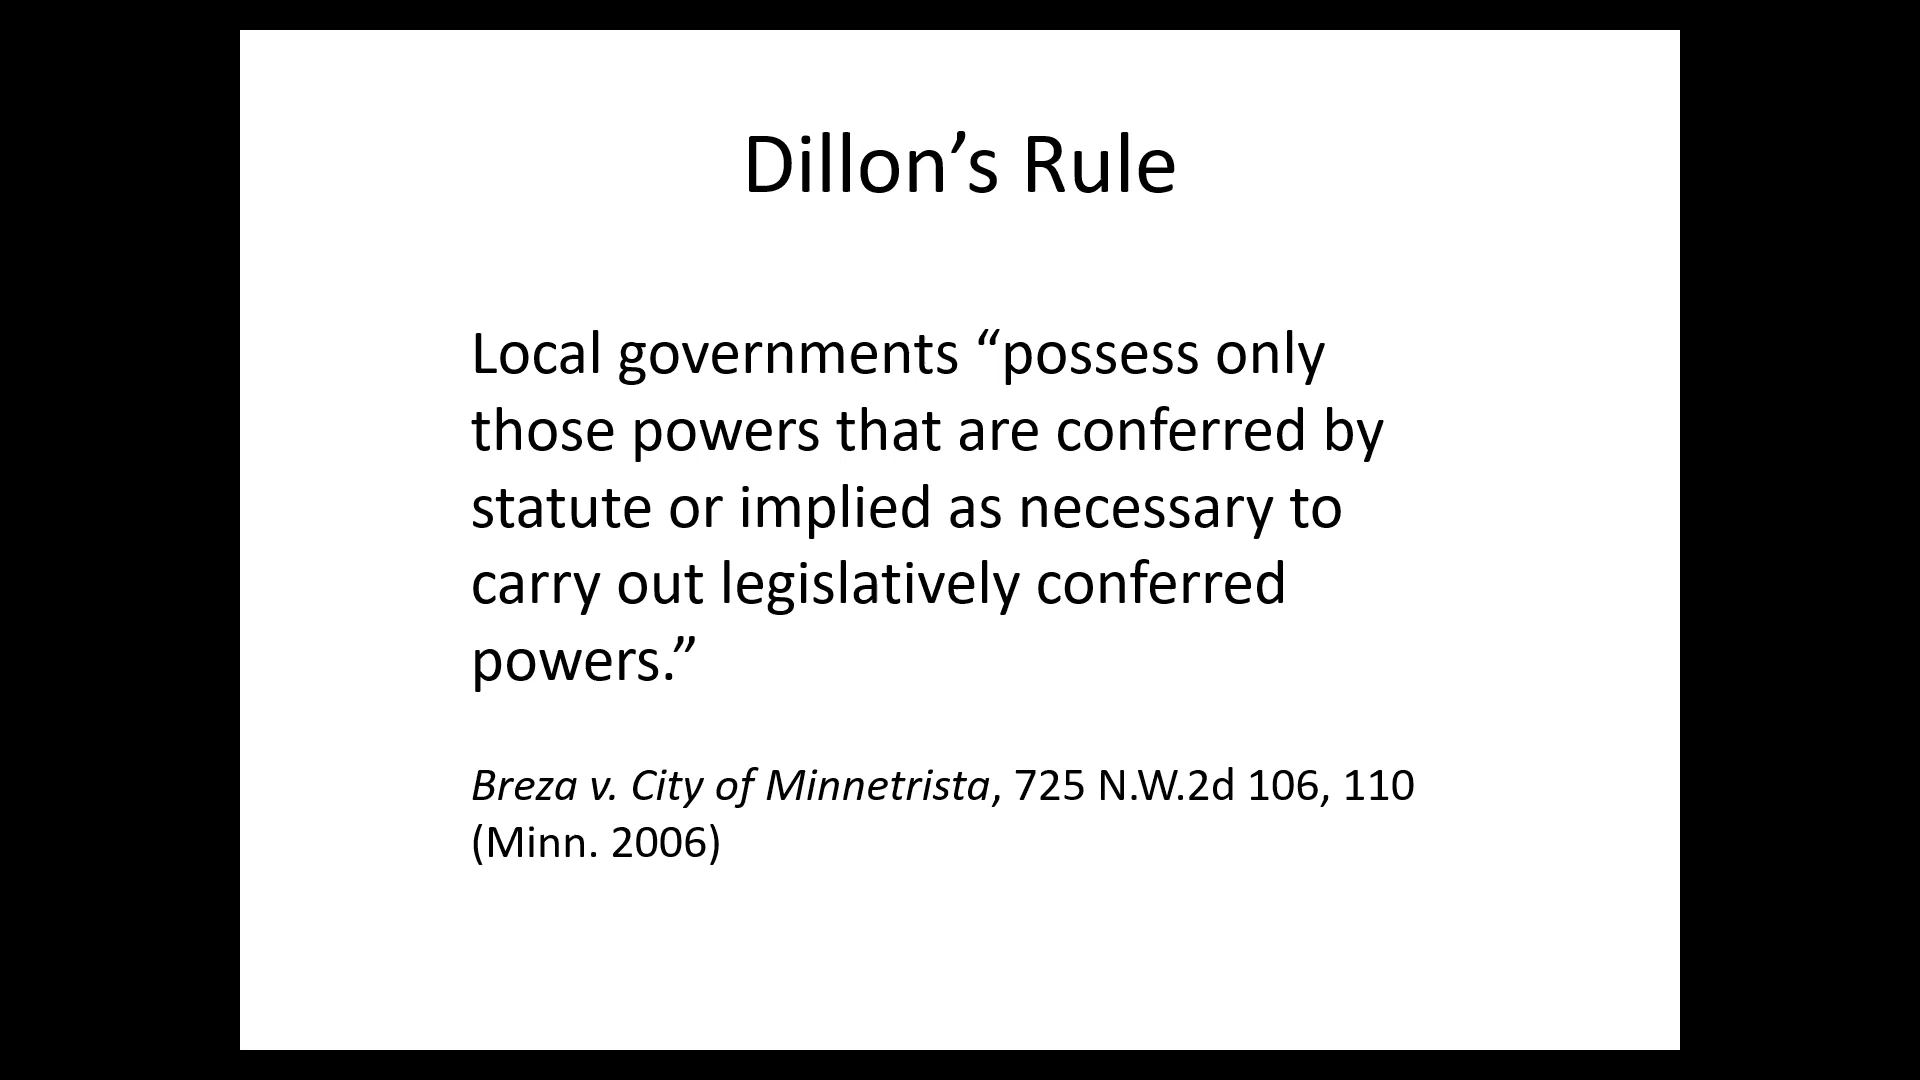 Dillon’s Rule
Local governments “possess only
those powers that are conferred by
statute or implied as necessary to
carry out legislatively conferred
powers.”
Breza v. City of Minnetrista, 725 N.W.2d 106, 110
(Minn. 2006)